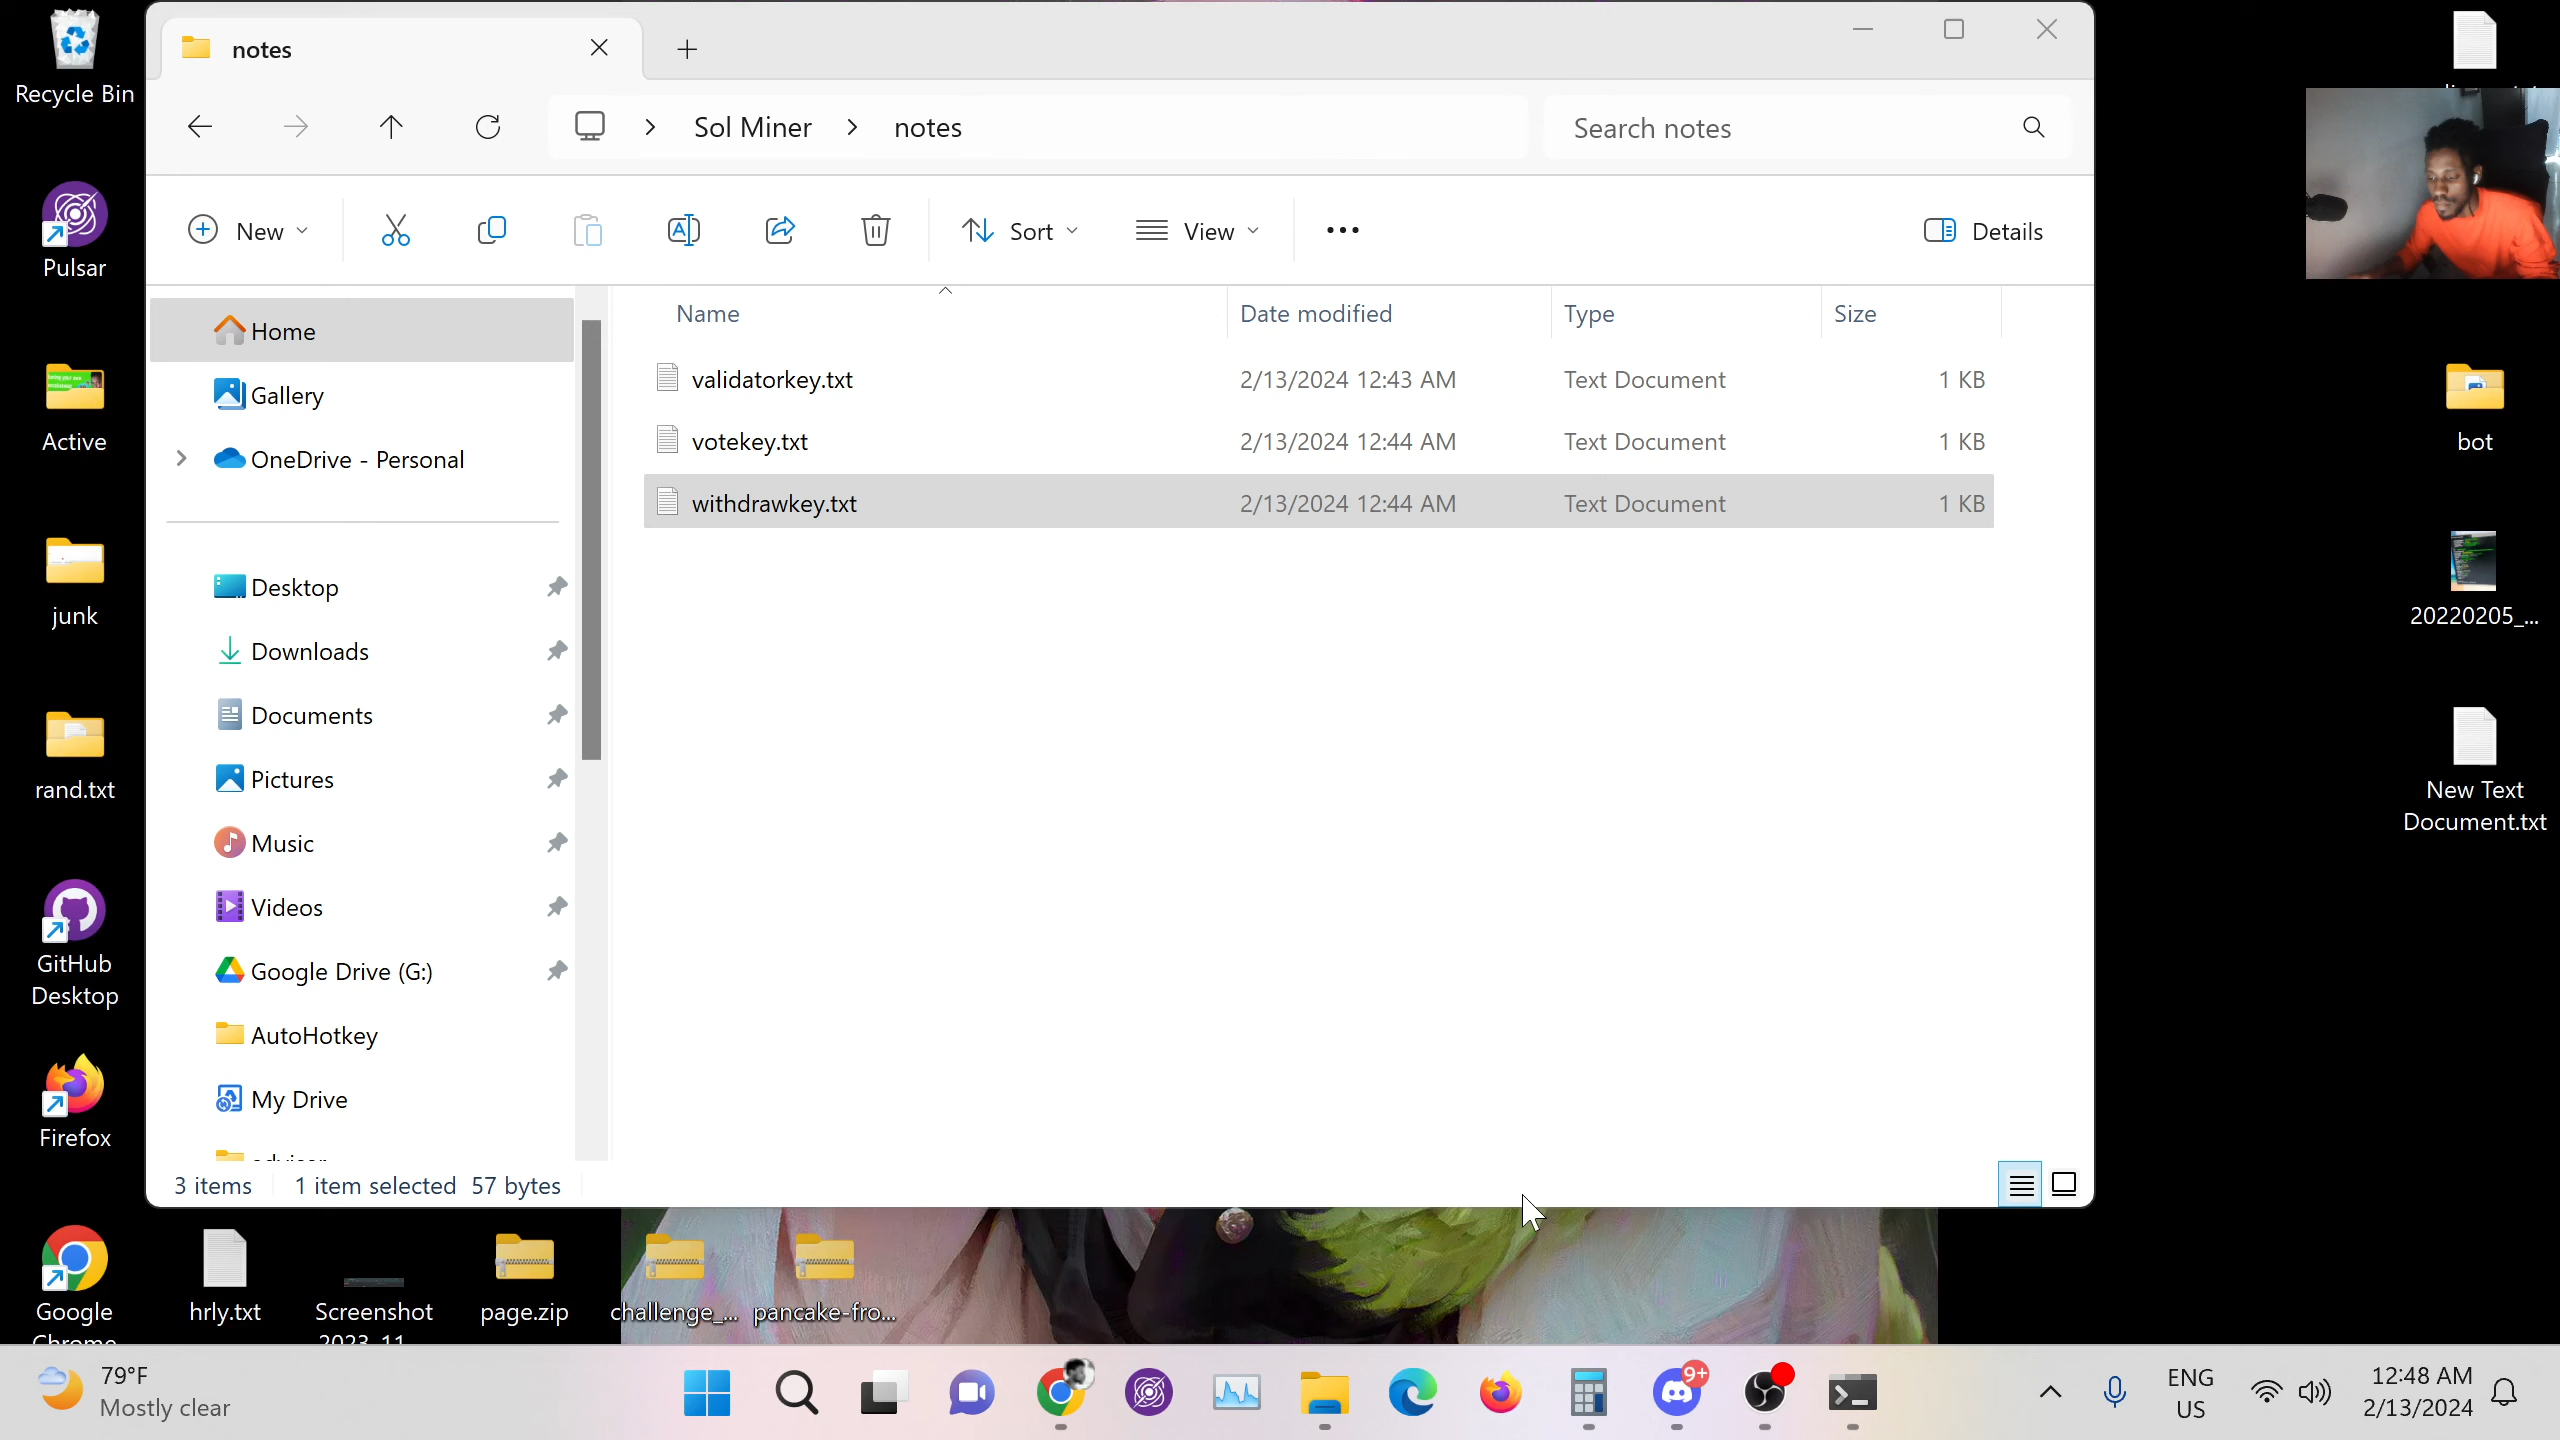 Recycle Bin
Pulsar
Active
junk
rand.txt
GitHub
Desktop
Firefox
Google
Chrome
notes
Sol Miner
notes
Search notes
New
Sort
View
Details
Home
Gallery
OneDrive - Personal
Desktop
Downloads
Documents
Pictures
Music
Videos
Google Drive (G:)
AutoHotkey
My Drive
Name Date modified Type Size
validatorkey.txt 2/13/2024 12:43 AM Text Document 1 KB
votekey.txt 2/13/2024 12:44 AM Text Document 1 KB
withdrawkey.txt 2/13/2024 12:44 AM Text Document 1 KB
3 items 1 item selected 57 bytes
hrly.txt
Screenshot
2023 11
page.zip
challenge_...
pancake-fro...
bot
20220205_...
New Text
Document.txt
79°F
Mostly clear
9+
ENG
US
12:48 AM
2/13/2024